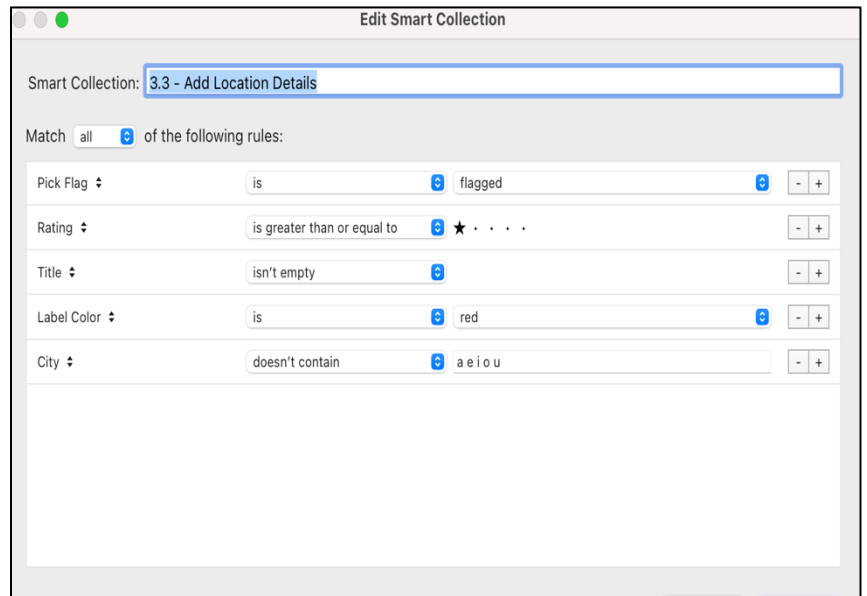 Edit Smart Collection
Smart Collection: 3.3 - Add Location Details
Match all of the following rules:
Pick Flag is flagged - +
Rating is greater than or equal to ★ · · · · - +
Title isn't empty - +
Label Color is red - +
City doesn't contain a e i o u - +